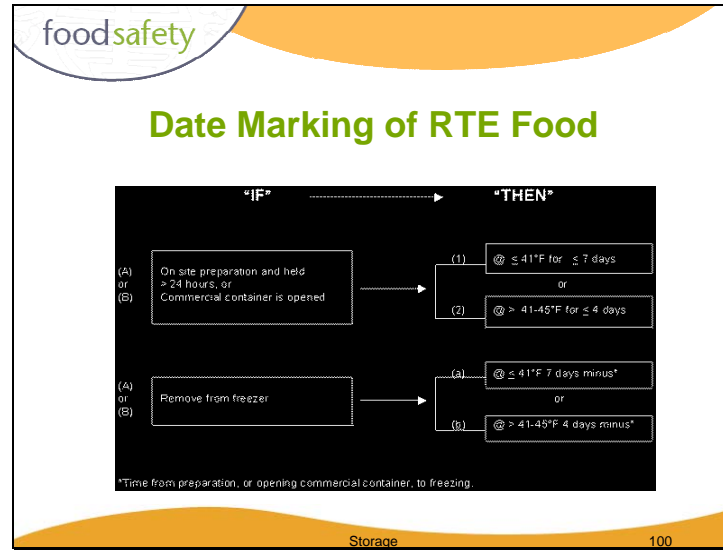 foodsafety
Date Marking of RTE Food
"IF" "THEN"
(A)
or
(B)
On site preparation and held
> 24 hours, or
Commercial container is opened
(1) @ ≤ 41°F for ≤ 7 days
or
(2) @ > 41-45°F for ≤ 4 days
(A)
or
(B)
Remove from freezer
(a) @ ≤ 41°F 7 days minus*
or
(b) @ > 41-45°F 4 days minus*
*Time from preparation, or opening commercial container, to freezing.
Storage 100